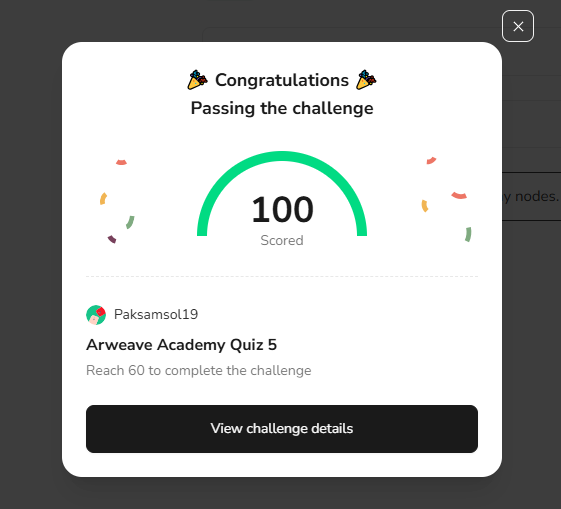 Congratulations
Passing the challenge
100
Scored
y nodes.
Paksamsol19
Arweave Academy Quiz 5
Reach 60 to complete the challenge
View challenge details